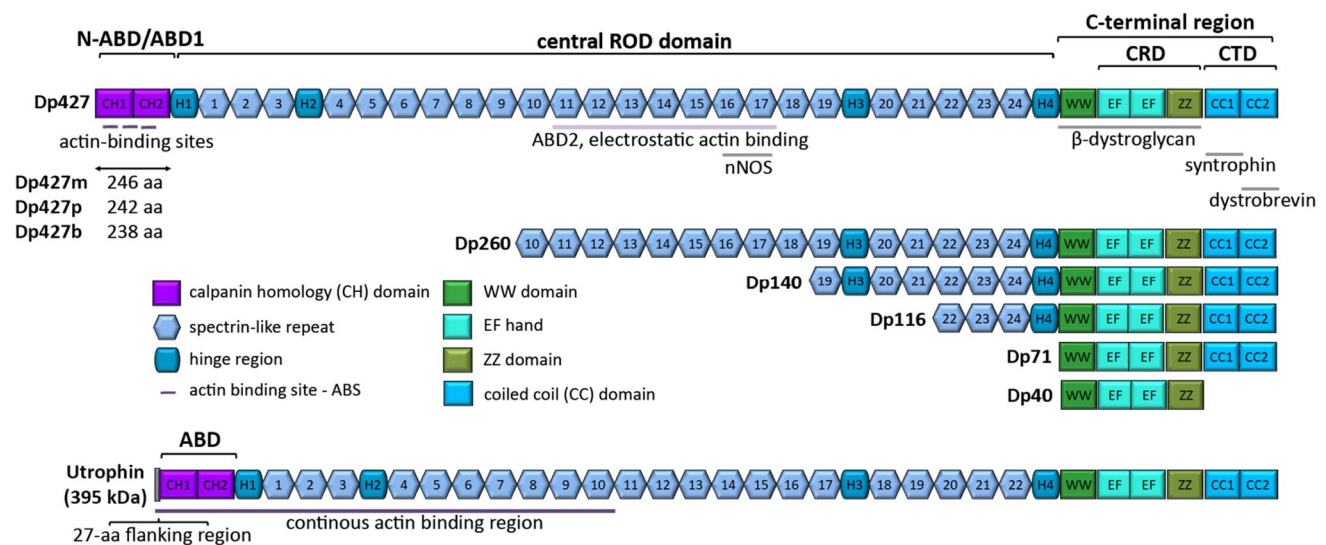 C-terminal region
N-ABD/ABD1 central ROD domain CRD CTD
Dp427 CH1 CH2 H1 1 2 3 H2 4 5 6 7 8 9 10 11 12 13 14 15 16 17 18 19 H3 20 21 22 23 24 H4 WW EF EF ZZ CC1 CC2
actin-binding sites ABD2, electrostatic actin binding β-dystroglycan
nNOS syntrophin
Dp427m 246 aa
dystrobrevin
Dp427p 242 aa
Dp427b 238 aa
Dp260 10 11 12 13 14 15 16 17 18 19 H3 20 21 22 23 24 H4 WW EF EF ZZ CC1 CC2
Dp140 19 H3 20 21 22 23 24 H4 WW EF EF ZZ CC1 CC2
Dp116 22 23 24 H4 WW EF EF ZZ CC1 CC2
Dp71 WW EF EF ZZ CC1 CC2
Dp40 WW EF EF ZZ
calpanin homology (CH) domain
spectrin-like repeat
hinge region
actin binding site - ABS
WW domain
EF hand
ZZ domain
coiled coil (CC) domain
ABD
Utrophin
(395 kDa)
CH1 CH2 H1 1 2 3 H2 4 5 6 7 8 9 10 11 12 13 14 15 16 17 H3 18 19 20 21 22 H4 WW EF EF ZZ CC1 CC2
continous actin binding region
27-aa flanking region